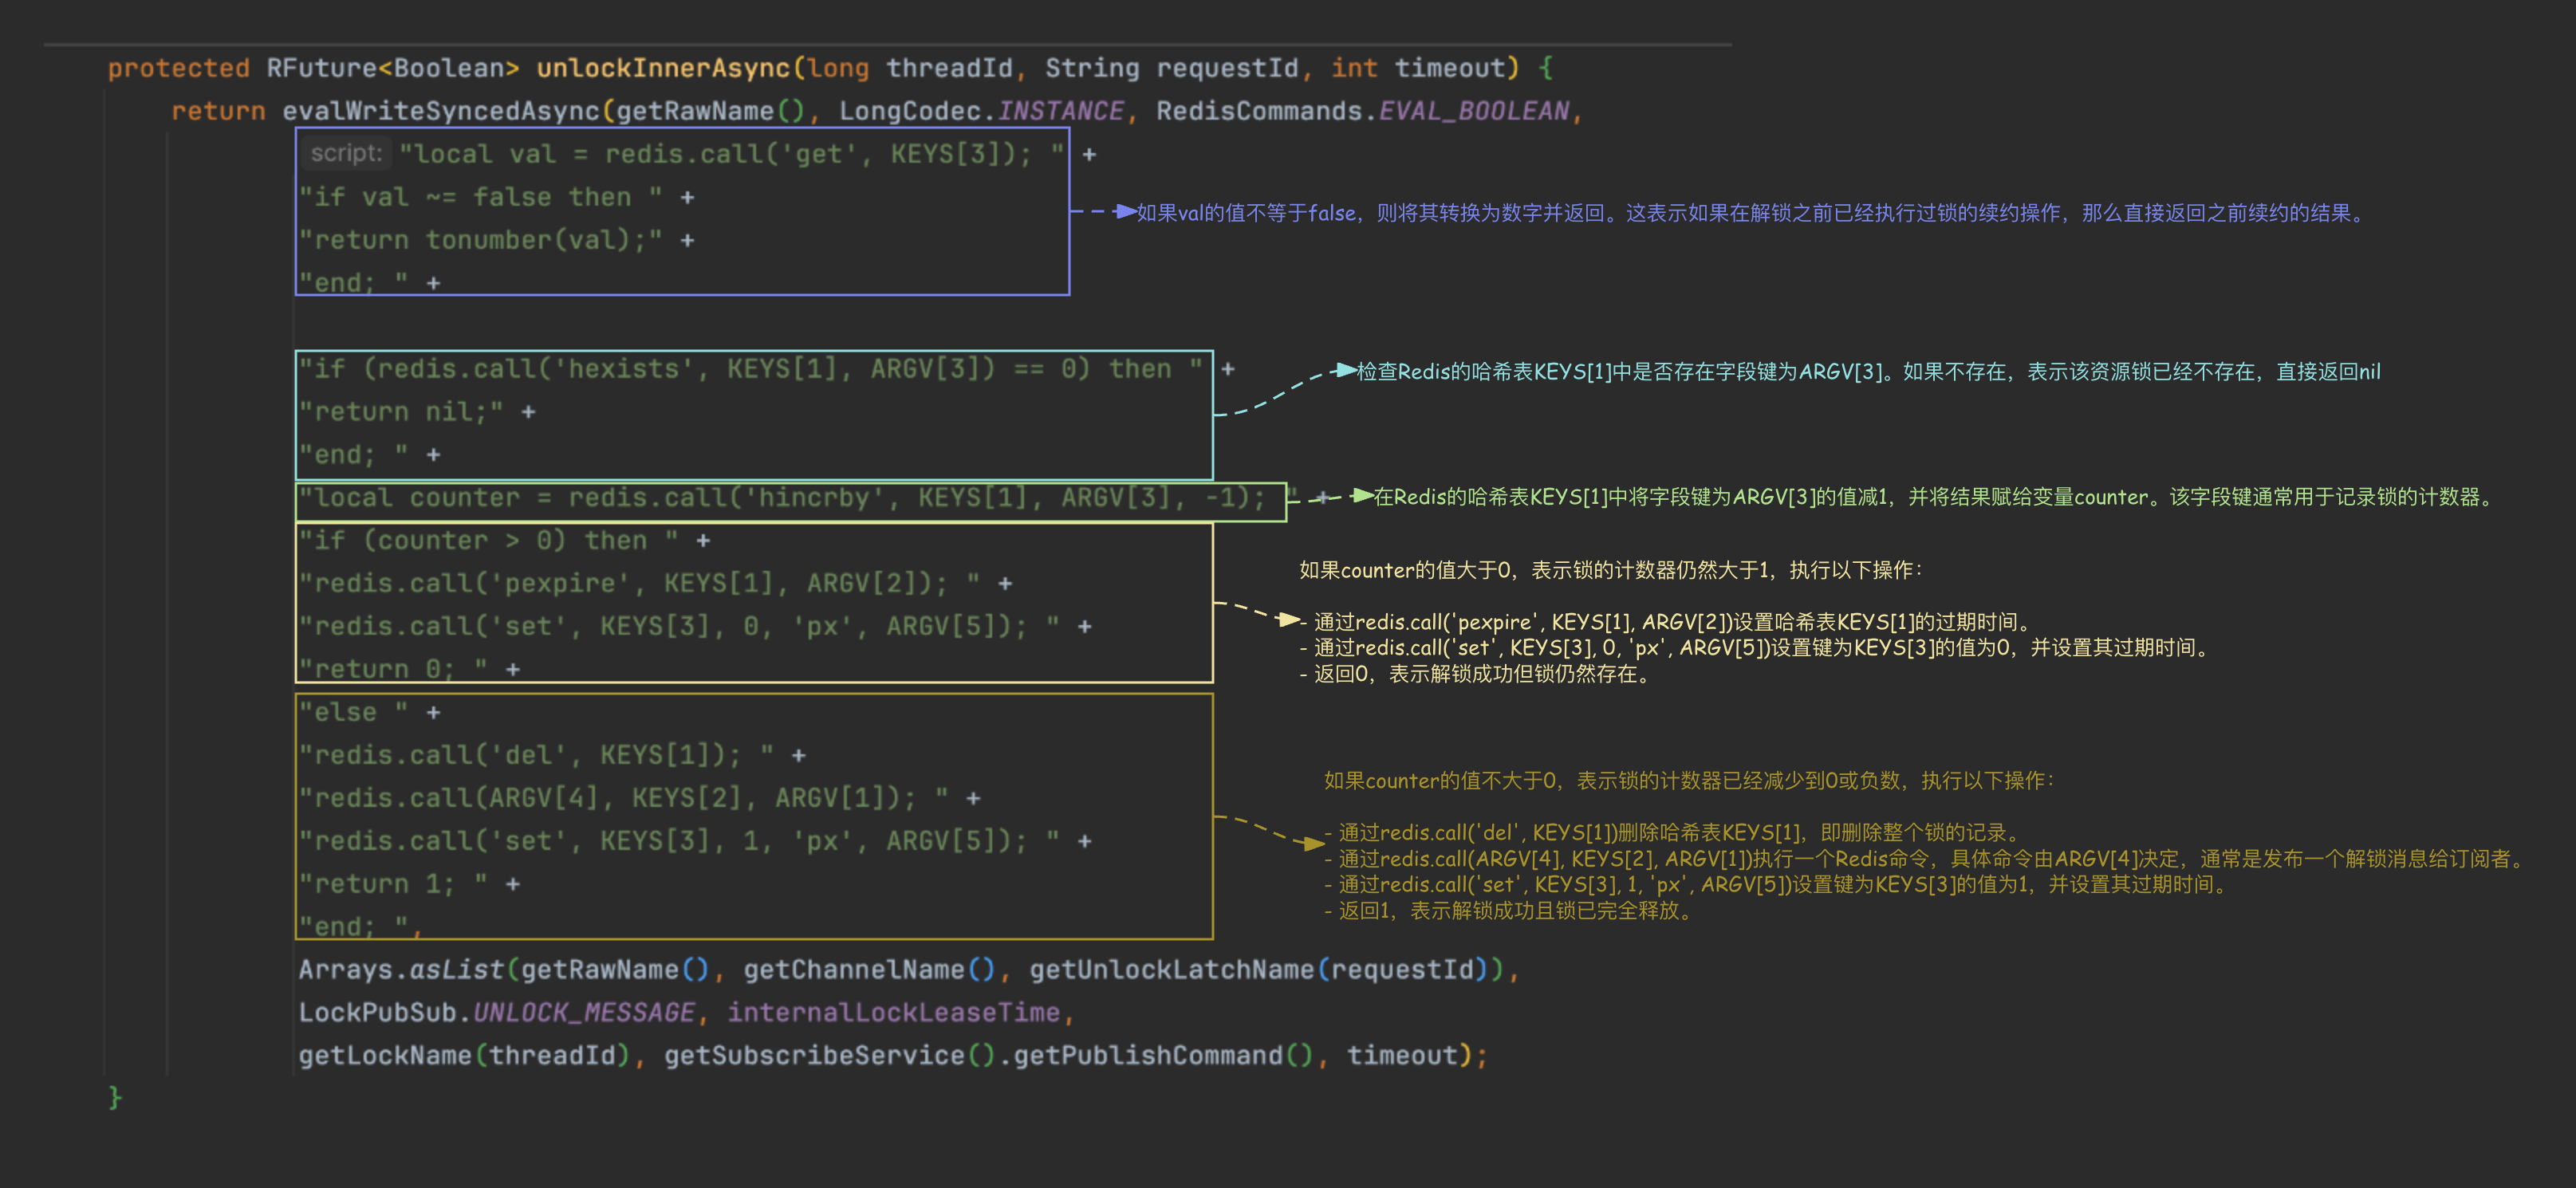 protected RFuture<Boolean> unlockInnerAsync(long threadId, String requestId, int timeout) {
return evalWriteSyncedAsync(getRawName(), LongCodec.INSTANCE, RedisCommands.EVAL_BOOLEAN,
script: "local val = redis.call('get', KEYS[3]); " +
"if val ~= false then " +
如果val的值不等于false，则将其转换为数字并返回。这表示如果在解锁之前已经执行过锁的续约操作，那么直接返回之前续约的结果。
"return tonumber(val);" +
"end; " +
"if (redis.call('hexists', KEYS[1], ARGV[3]) == 0) then " +
检查Redis的哈希表KEYS[1]中是否存在字段键为ARGV[3]。如果不存在，表示该资源锁已经不存在，直接返回nil
"return nil;" +
"end; " +
"local counter = redis.call('hincrby', KEYS[1], ARGV[3], -1); " +
在Redis的哈希表KEYS[1]中将字段键为ARGV[3]的值减1，并将结果赋给变量counter。该字段键通常用于记录锁的计数器。
"if (counter > 0) then " +
"redis.call('pexpire', KEYS[1], ARGV[2]); " +
"redis.call('set', KEYS[3], 0, 'px', ARGV[5]); " +
"return 0; " +
如果counter的值大于0，表示锁的计数器仍然大于1，执行以下操作：
- 通过redis.call('pexpire', KEYS[1], ARGV[2])设置哈希表KEYS[1]的过期时间。
- 通过redis.call('set', KEYS[3], 0, 'px', ARGV[5])设置键为KEYS[3]的值为0，并设置其过期时间。
- 返回0，表示解锁成功但锁仍然存在。
"else " +
"redis.call('del', KEYS[1]); " +
"redis.call(ARGV[4], KEYS[2], ARGV[1]); " +
"redis.call('set', KEYS[3], 1, 'px', ARGV[5]); " +
"return 1; " +
"end; ",
如果counter的值不大于0，表示锁的计数器已经减少到0或负数，执行以下操作：
- 通过redis.call('del', KEYS[1])删除哈希表KEYS[1]，即删除整个锁的记录。
- 通过redis.call(ARGV[4], KEYS[2], ARGV[1])执行一个Redis命令，具体命令由ARGV[4]决定，通常是发布一个解锁消息给订阅者。
- 通过redis.call('set', KEYS[3], 1, 'px', ARGV[5])设置键为KEYS[3]的值为1，并设置其过期时间。
- 返回1，表示解锁成功且锁已完全释放。
Arrays.asList(getRawName(), getChannelName(), getUnlockLatchName(requestId)),
LockPubSub.UNLOCK_MESSAGE, internalLockLeaseTime,
getLockName(threadId), getSubscribeService().getPublishCommand(), timeout);
}